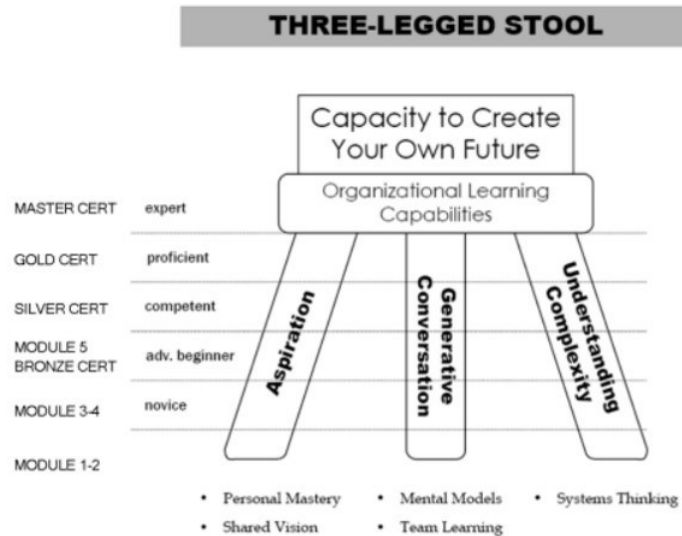 THREE-LEGGED STOOL
Capacity to Create
Your Own Future
Organizational Learning
Capabilities
MASTER CERT expert
GOLD CERT proficient
SILVER CERT competent
MODULE 5
BRONZE CERT adv. beginner
MODULE 3-4 novice
MODULE 1-2
Aspiration
Generative
Conversation
Understanding
Complexity
• Personal Mastery • Mental Models • Systems Thinking
• Shared Vision • Team Learning